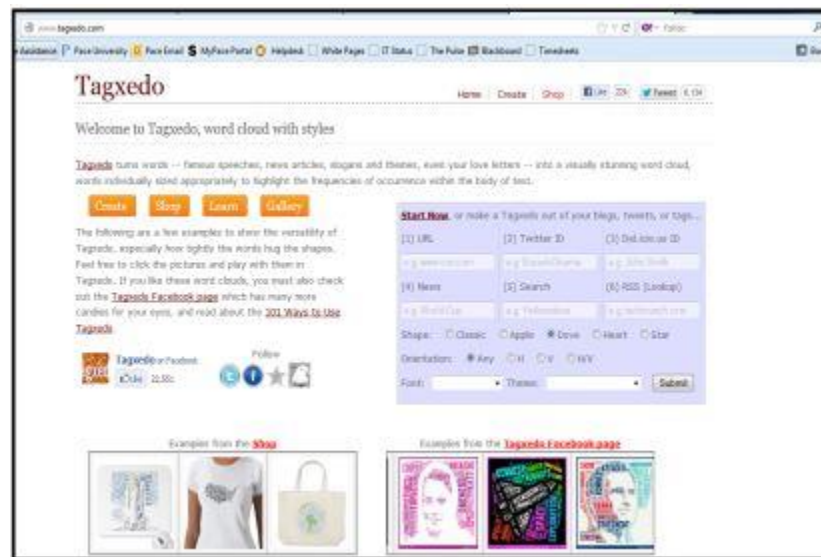 www.tagxedo.com
Assistance Pace University Pace Email MyPace Portal Helpdesk White Pages IT Status The Pulse Blackboard Timesheets
Tagxedo
Home Create Shop Like 22k Tweet
Welcome to Tagxedo, word cloud with styles
Tagxedo turns words -- famous speeches, news articles, slogans and themes, even your love letters -- into a visually stunning word cloud,
words individually sized appropriately to highlight the frequencies of occurrence within the body of text.
Create Shop Learn Gallery
The following are a few examples to show the versatility of
Tagxedo, especially how tightly the words hug the shapes.
Feel free to click the pictures and play with them in
Tagxedo. If you like these word clouds, you must also check
out the Tagxedo Facebook page which has many more
candies for your eyes, and read about the 101 Ways to Use
Tagxedo
Tagxedo on Facebook
Like
Follow
Start Now, or make a Tagxedo out of your blogs, tweets, or tags...
(1) URL (2) Twitter ID (3) Del.icio.us ID
(4) News (5) Search (6) RSS (Lookup)
Shape: Classic Apple Dove Heart Star
Orientation: Any H V H/V
Font: Theme: Submit
Examples from the Shop
Examples from the Tagxedo Facebook page